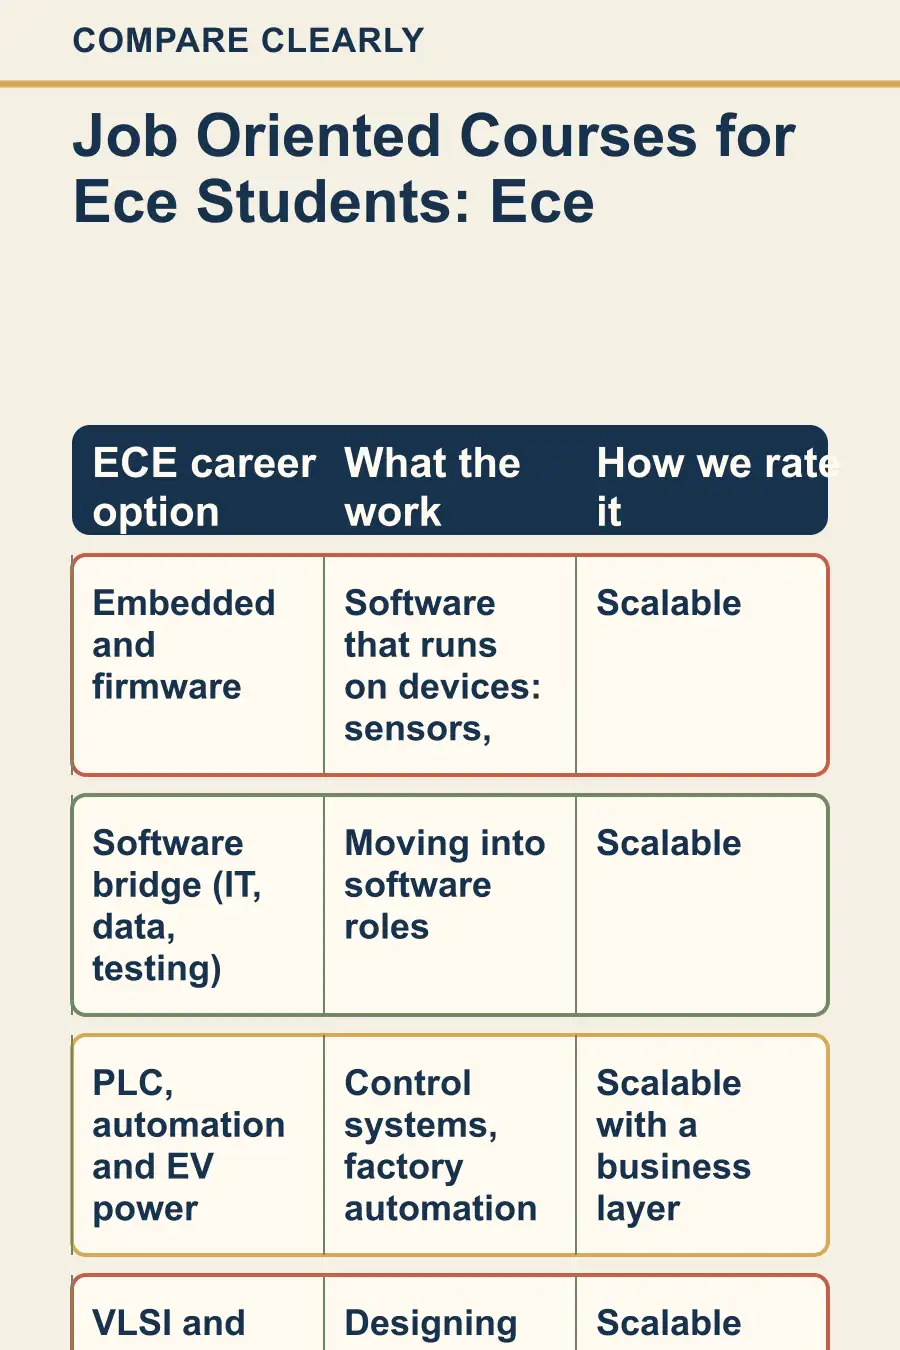 COMPARE CLEARLY
Job Oriented Courses for
Ece Students: Ece
ECE career option
What the work
How we rate it
Embedded
and
firmware
Software
that runs
on devices:
sensors,
Scalable
Software
bridge (IT,
data,
testing)
Moving into
software
roles
Scalable
PLC,
automation
and EV
power
Control
systems,
factory
automation
Scalable
with a
business
layer
VLSI and
Designing
Scalable